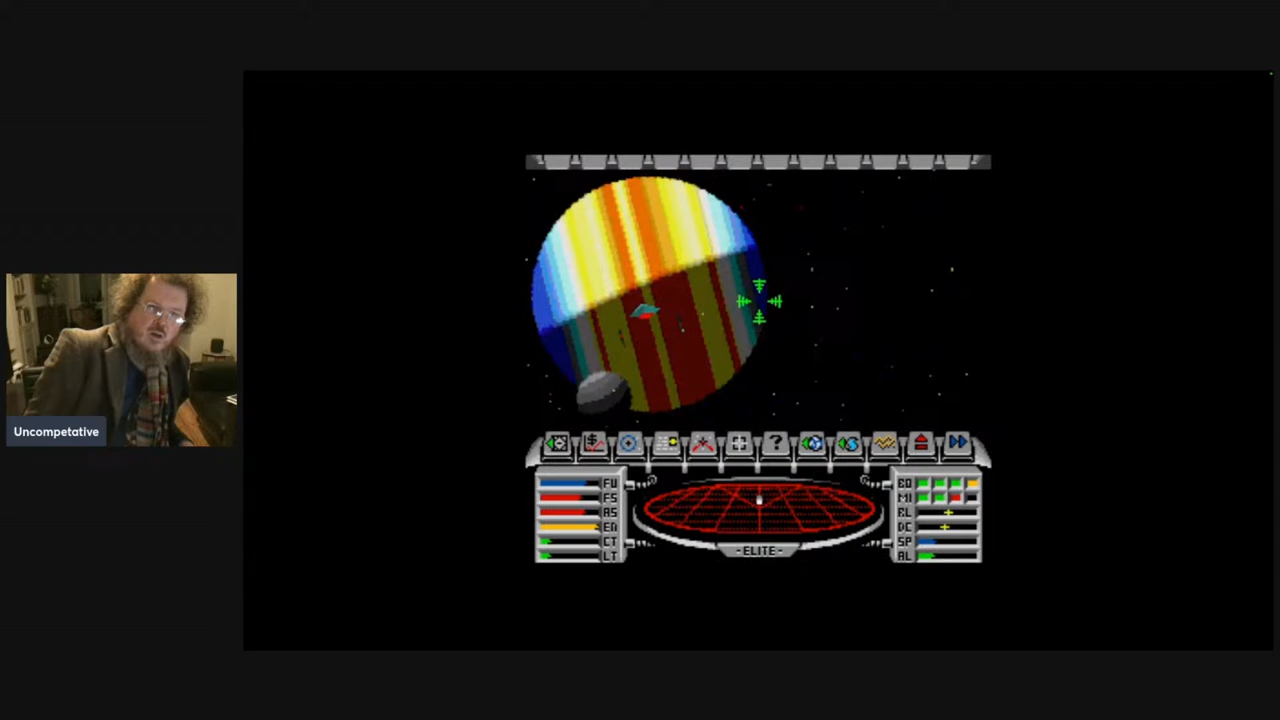 Uncompetative
$
?
FU
FS
AS
EN
CT
LT
BO
MI
RL
DC
SP
AL
-ELITE-